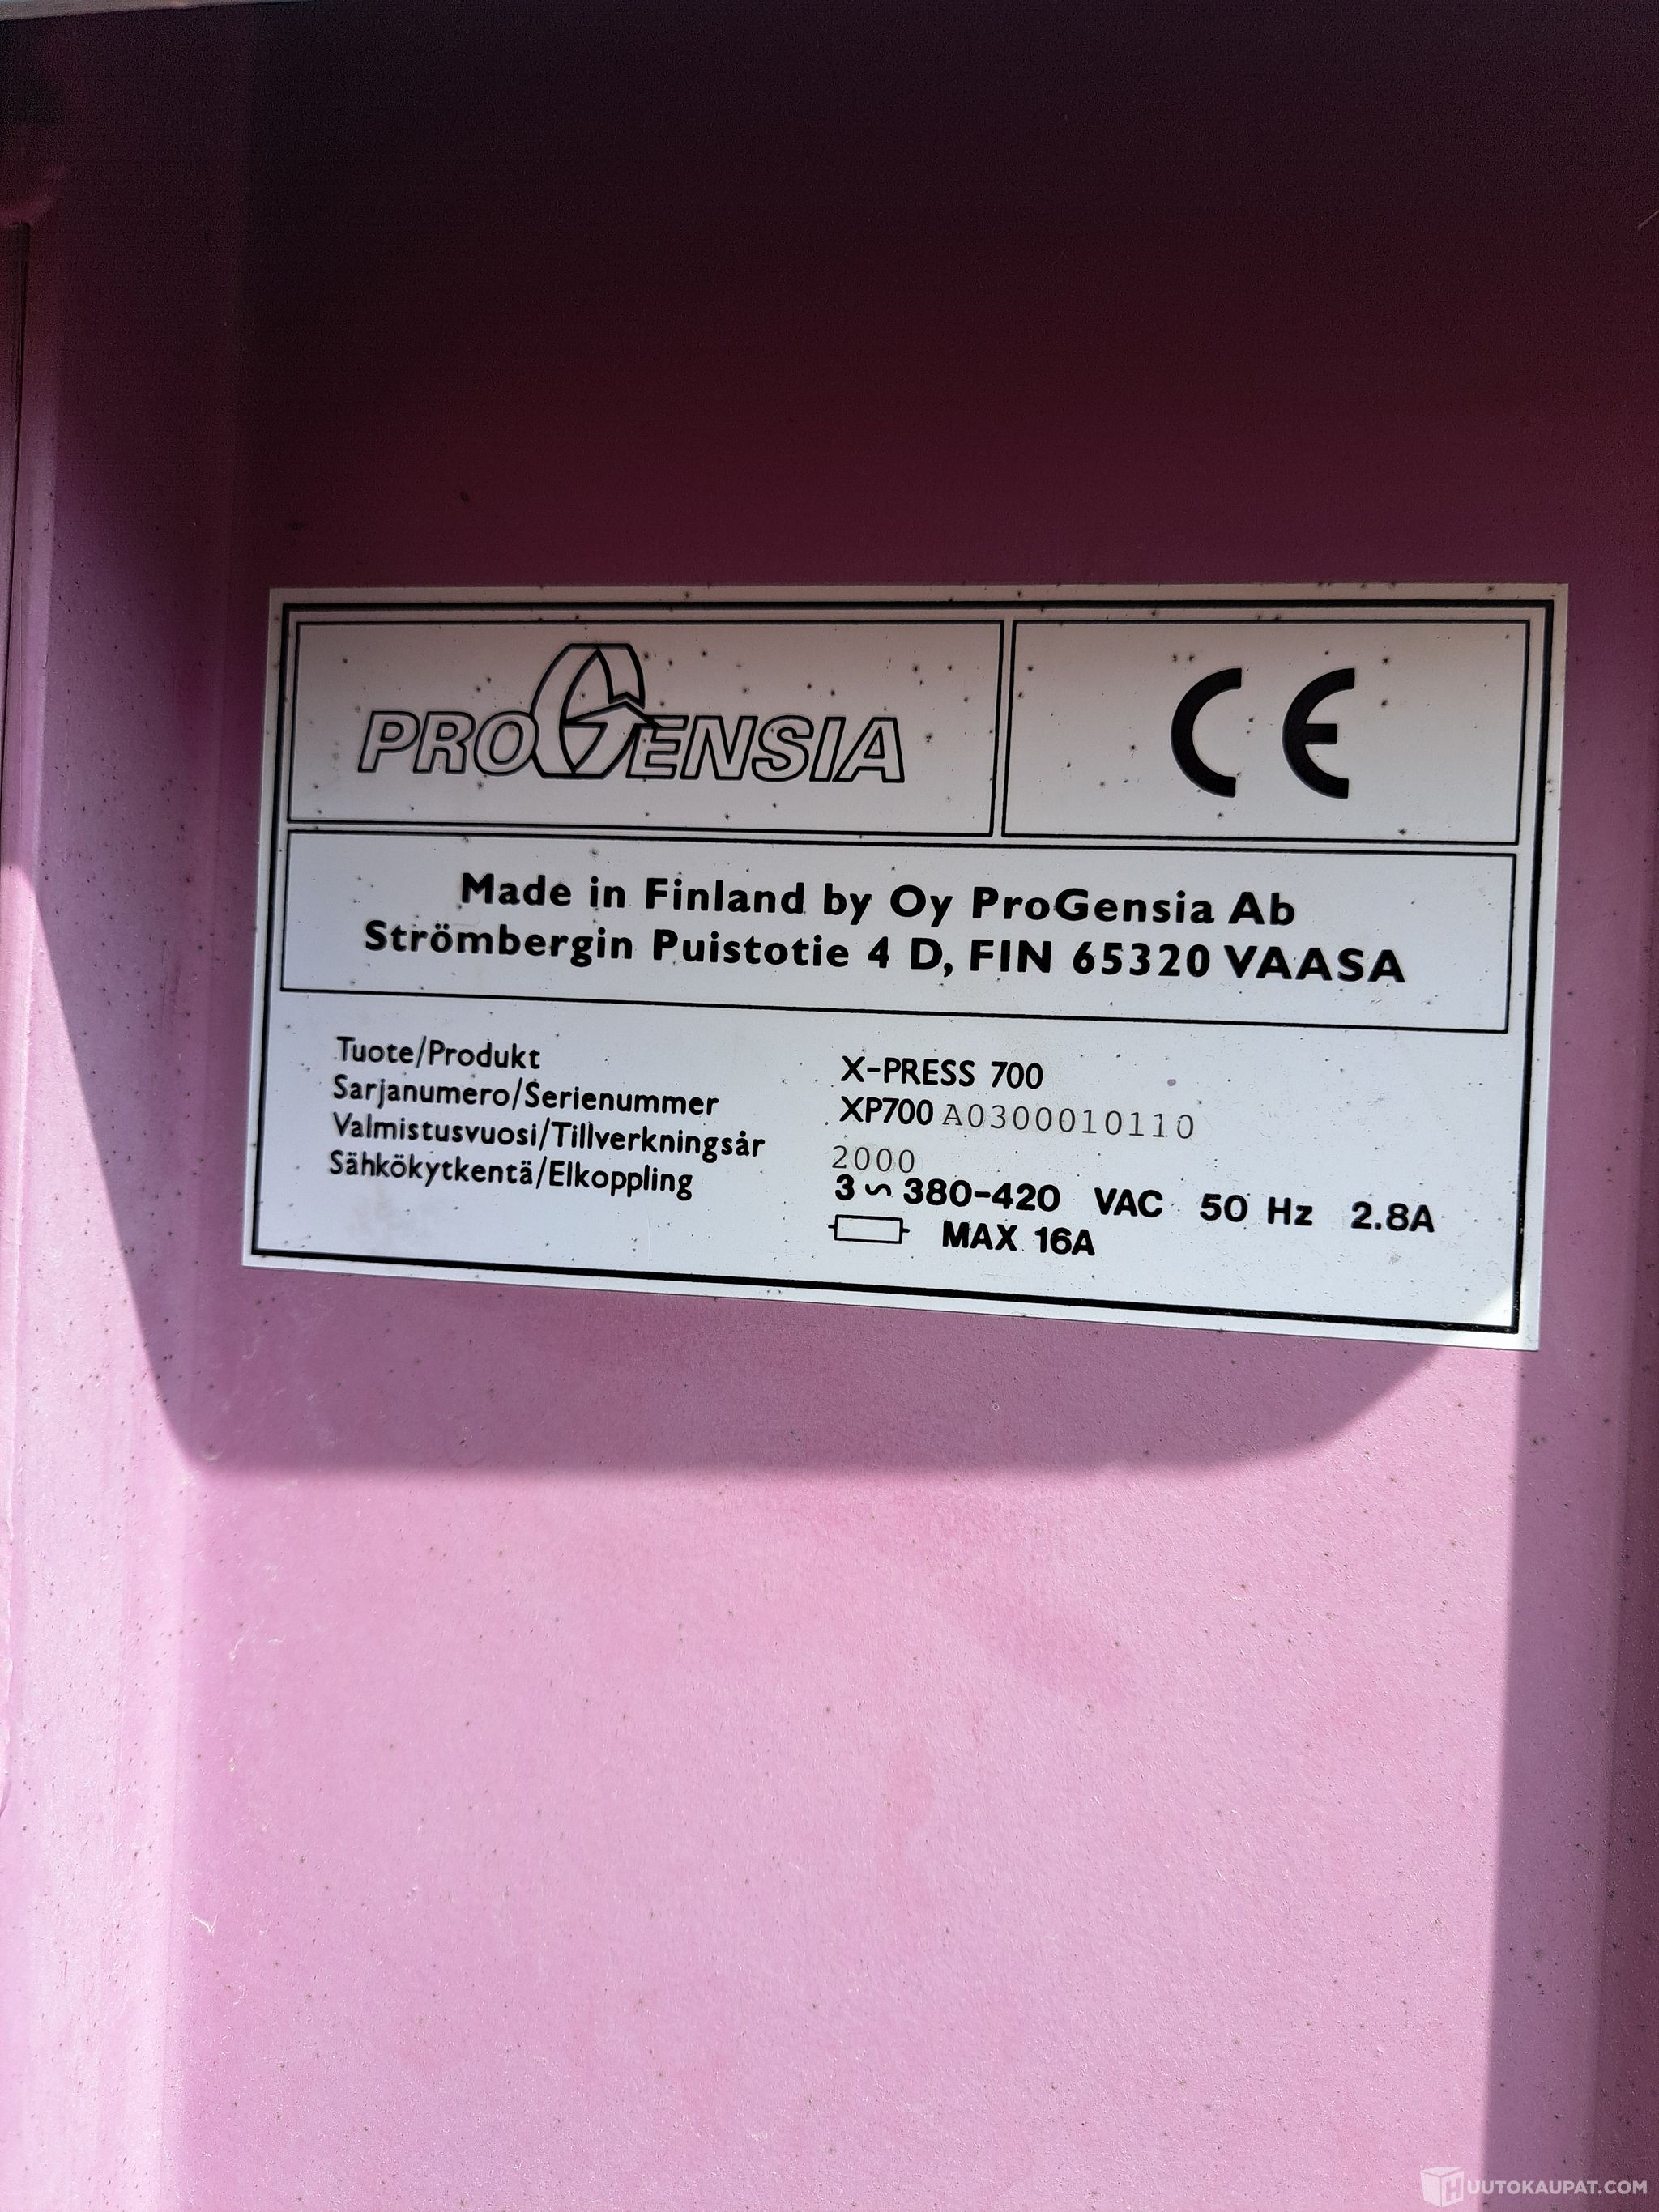 PROGENSIA
CE
Made in Finland by Oy ProGensia Ab
Strömbergin Puistotie 4 D, FIN 65320 VAASA
Tuote/Produkt X-PRESS 700
Sarjanumero/Serienummer XP700 A0300010110
Valmistusvuosi/Tillverkningsår 2000
Sähkökytkentä/Elkoppling 3 ~ 380-420 VAC 50 Hz 2.8A
MAX 16A
HUUTOKAUPAT.COM